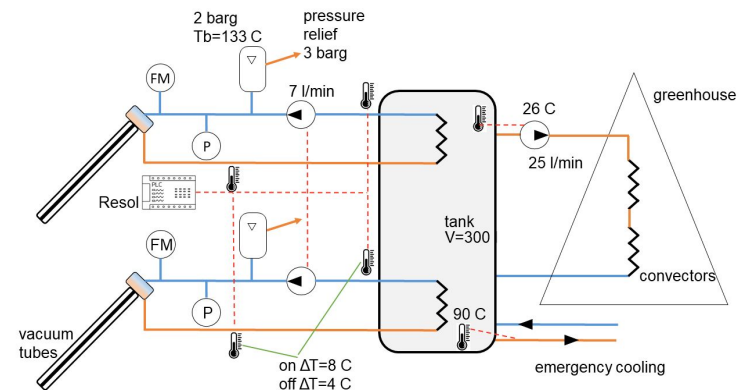 2 barg
Tb=133 C
pressure
relief
3 barg
FM
7 l/min
26 C
greenhouse
P
25 l/min
PLC
Resol
tank
V=300
FM
convectors
P
90 C
vacuum
tubes
emergency cooling
on ΔT=8 C
off ΔT=4 C